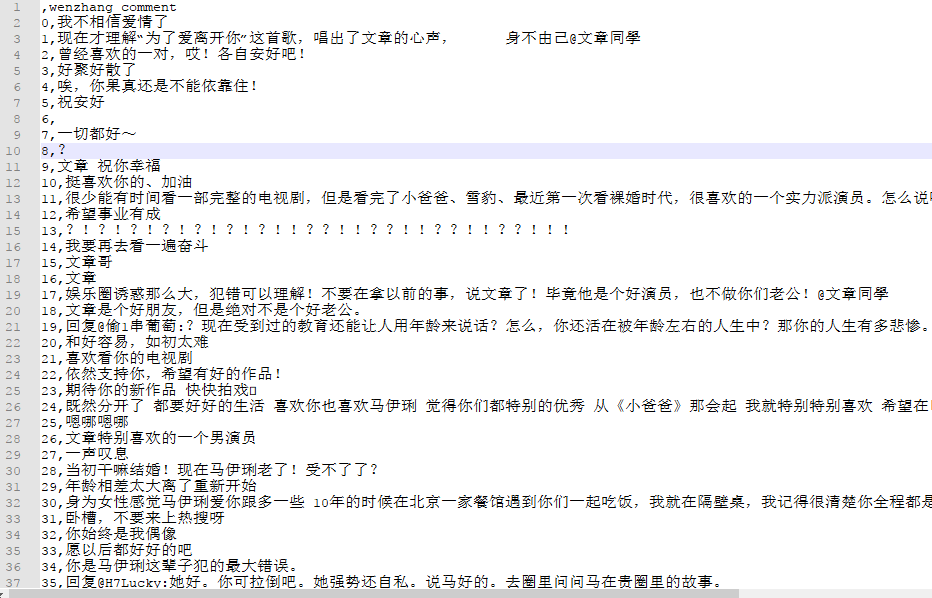 1 ,wenzhang comment
2 0,我不相信爱情了
3 1,现在才理解“为了爱离开你”这首歌，唱出了文章的心声， 身不由己@文章同學
4 2,曾经喜欢的一对，哎！各自安好吧！
5 3,好聚好散了
6 4,唉，你果真还是不能依靠住！
7 5,祝安好
8 6,
9 7,一切都好～
10 8,？
11 9,文章 祝你幸福
12 10,挺喜欢你的、加油
13 11,很少能有时间看一部完整的电视剧，但是看完了小爸爸、雪豹、最近第一次看裸婚时代，很喜欢的一个实力派演员。怎么说
14 12,希望事业有成
15 13,？！？！？！？！？！？！？！？！？！？！？！？！？！？！！！！！
16 14,我要再去看一遍奋斗
17 15,文章哥
18 16,文章
19 17,娱乐圈诱惑那么大，犯错可以理解！不要在拿以前的事，说文章了！毕竟他是个好演员，也不做你们老公！@文章同學
20 18,文章是个好朋友，但是绝对不是个好老公。
21 19,回复@偷1串葡萄:？现在受到过的教育还能让人用年龄来说话？怎么，你还活在被年龄左右的人生中？那你的人生有多悲惨。
22 20,和好容易，如初太难
23 21,喜欢看你的电视剧
24 22,依然支持你，希望有好的作品！
25 23,期待你的新作品 快快拍戏
26 24,既然分开了 都要好好的生活 喜欢你也喜欢马伊琍 觉得你们都特别的优秀 从《小爸爸》那会起 我就特别特别喜欢 希望在
27 25,嗯哪嗯哪
28 26,文章特别喜欢的一个男演员
29 27,一声叹息
30 28,当初干嘛结婚！现在马伊琍老了！受不了了？
31 29,年龄相差太大离了重新开始
32 30,身为女性感觉马伊琍爱你跟多一些 10年的时候在北京一家餐馆遇到你们一起吃饭，我就在隔壁桌，我记得很清楚你全程都是
33 31,卧槽，不要来上热搜呀
34 32,你始终是我偶像
35 33,愿以后都好好的吧
36 34,你是马伊琍这辈子犯的最大错误。
37 35,回复@H7Lucky:她好。你可拉倒吧。她强势还自私。说马好的。去圈里问问马在贵圈里的故事。